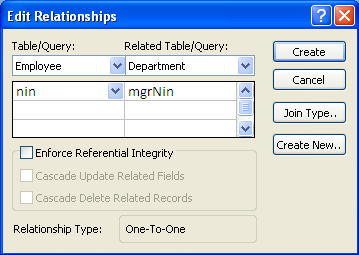 Edit Relationships
Table/Query: Related Table/Query:
Employee Department
nin mgrNin
Create
Cancel
Join Type..
Create New..
Enforce Referential Integrity
Cascade Update Related Fields
Cascade Delete Related Records
Relationship Type: One-To-One